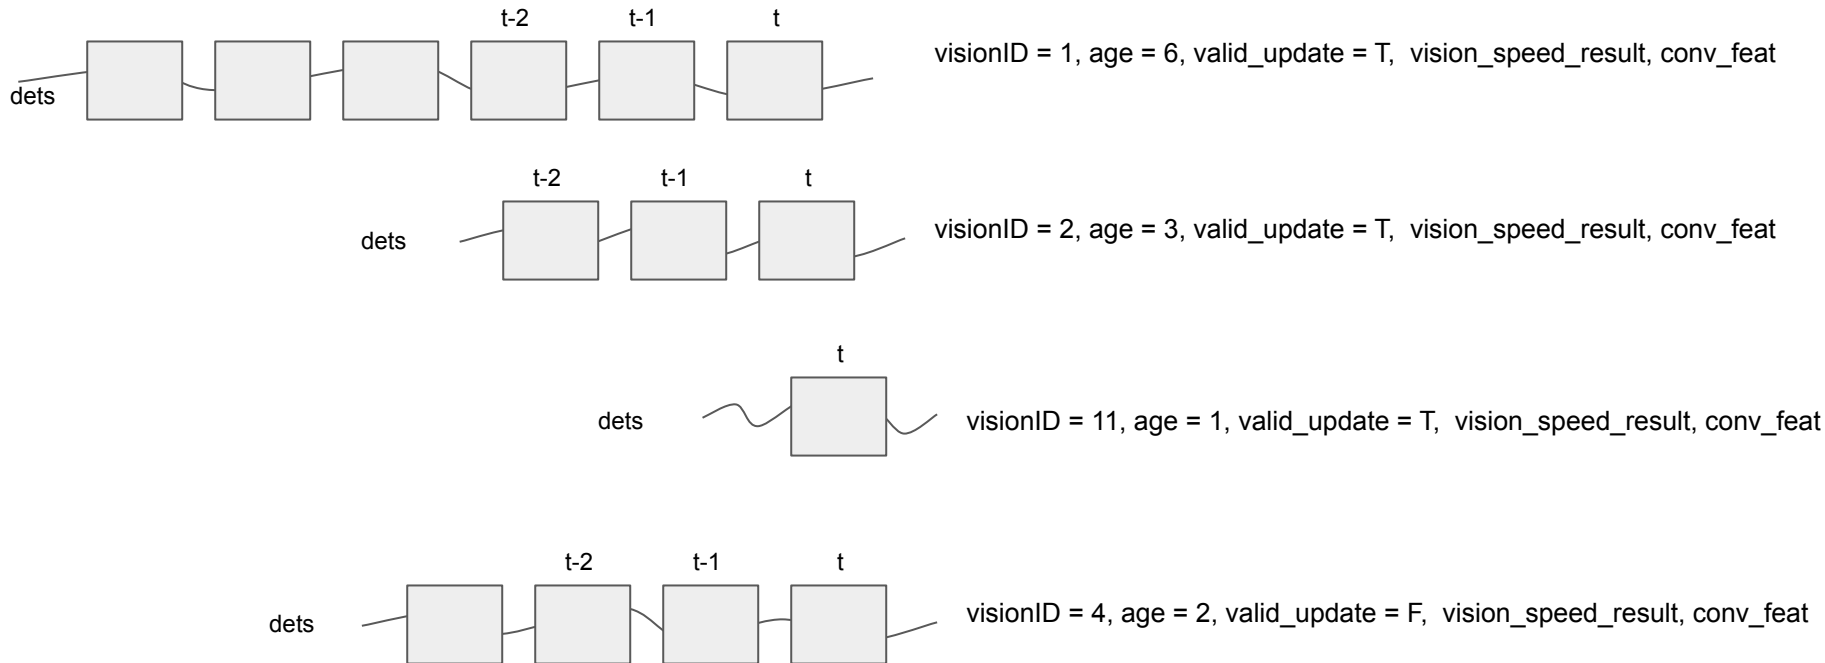 t-2 t-1 t
visionID = 1, age = 6, valid_update = T, vision_speed_result, conv_feat
dets
t-2 t-1 t
visionID = 2, age = 3, valid_update = T, vision_speed_result, conv_feat
dets
t
dets
visionID = 11, age = 1, valid_update = T, vision_speed_result, conv_feat
t-2 t-1 t
dets
visionID = 4, age = 2, valid_update = F, vision_speed_result, conv_feat